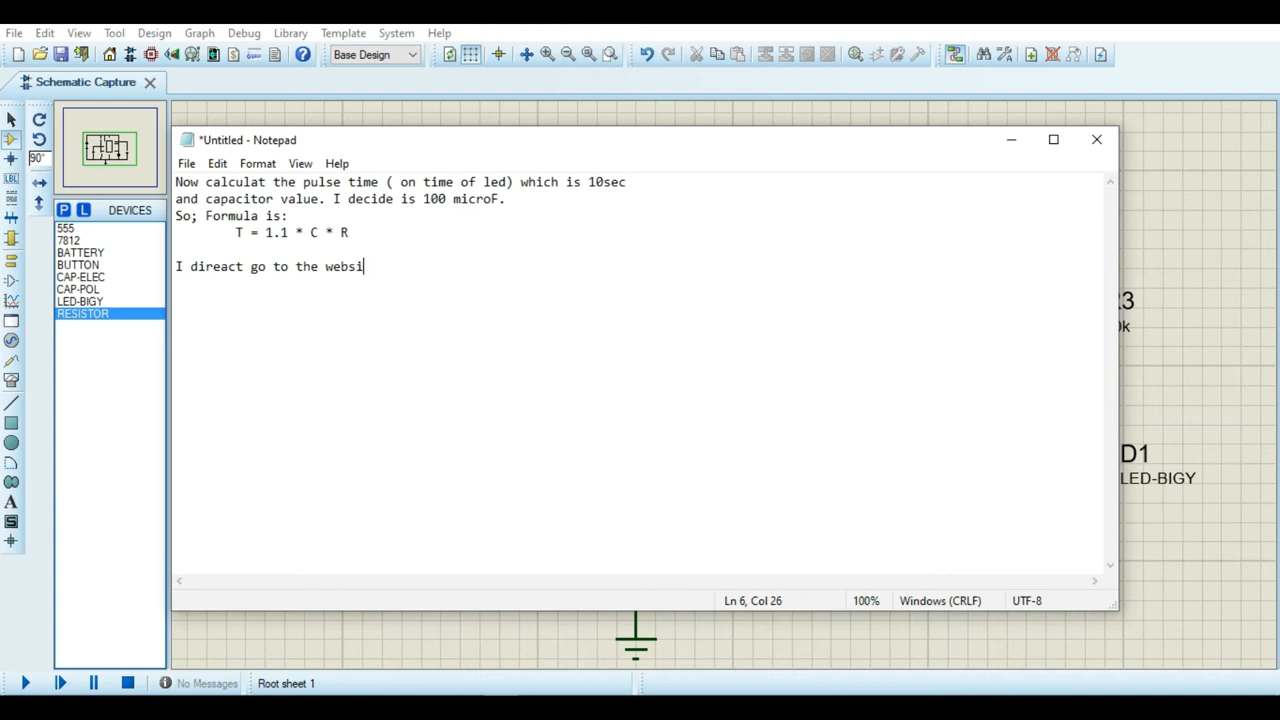 File Edit View Tool Design Graph Debug Library Template System Help
Base Design
Schematic Capture
*Untitled - Notepad
File Edit Format View Help
90°
LBL
P L DEVICES
555
7812
BATTERY
BUTTON
CAP-ELEC
CAP-POL
LED-BIGY
RESISTOR
Now calculat the pulse time ( on time of led) which is 10sec
and capacitor value. I decide is 100 microF.
So; Formula is:
T = 1.1 * C * R
I direact go to the websi
D1
LED-BIGY
Ln 6, Col 26 100% Windows (CRLF) UTF-8
No Messages Root sheet 1